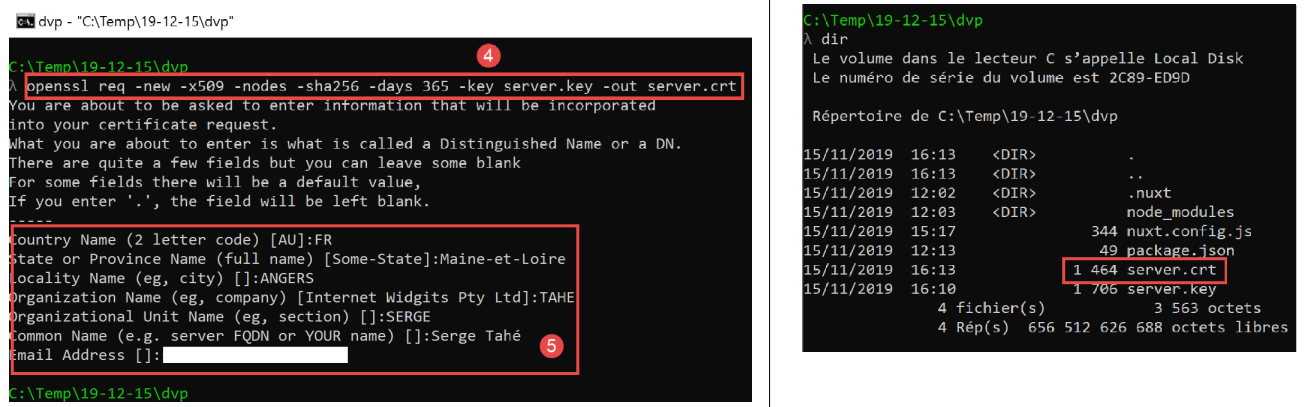 dvp - "C:\Temp\19-12-15\dvp"
4
C:\Temp\19-12-15\dvp
λ openssl req -new -x509 -nodes -sha256 -days 365 -key server.key -out server.crt
You are about to be asked to enter information that will be incorporated
into your certificate request.
What you are about to enter is what is called a Distinguished Name or a DN.
There are quite a few fields but you can leave some blank
For some fields there will be a default value,
If you enter '.', the field will be left blank.
-----
Country Name (2 letter code) [AU]:FR
State or Province Name (full name) [Some-State]:Maine-et-Loire
Locality Name (eg, city) []:ANGERS
Organization Name (eg, company) [Internet Widgits Pty Ltd]:TAHE
Organizational Unit Name (eg, section) []:SERGE
Common Name (e.g. server FQDN or YOUR name) []:Serge Tahé
Email Address []:
5
C:\Temp\19-12-15\dvp
C:\Temp\19-12-15\dvp
λ dir
Le volume dans le lecteur C s’appelle Local Disk
Le numéro de série du volume est 2C89-ED9D
Répertoire de C:\Temp\19-12-15\dvp
15/11/2019 16:13 <DIR> .
15/11/2019 16:13 <DIR> ..
15/11/2019 12:02 <DIR> .nuxt
15/11/2019 12:03 <DIR> node_modules
15/11/2019 15:17 344 nuxt.config.js
15/11/2019 12:13 49 package.json
15/11/2019 16:13 1 464 server.crt
15/11/2019 16:10 1 706 server.key
4 fichier(s) 3 563 octets
4 Rép(s) 656 512 626 688 octets libres